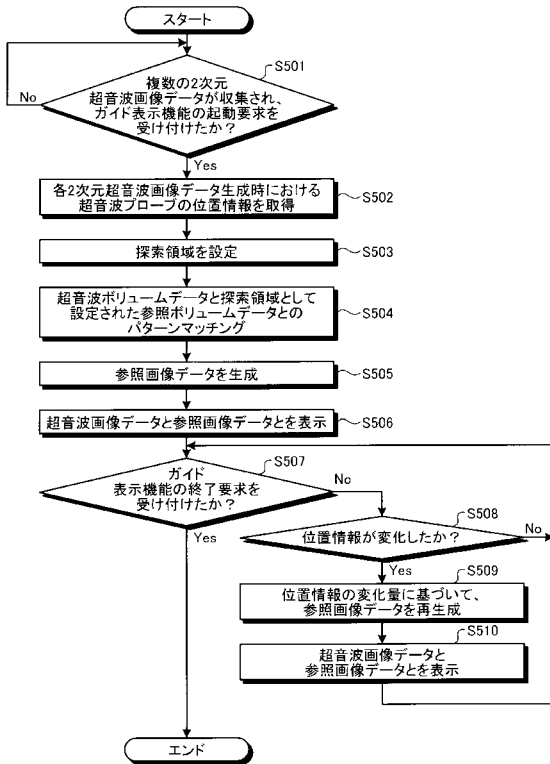 スタート
S501
複数の2次元
超音波画像データが収集され、
ガイド表示機能の起動要求を
受け付けたか?
No
Yes
各2次元超音波画像データ生成時における
超音波プローブの位置情報を取得
S502
探索領域を設定
S503
超音波ボリュームデータと探索領域として
設定された参照ボリュームデータとの
パターンマッチング
S504
参照画像データを生成
S505
超音波画像データと参照画像データとを表示
S506
S507
ガイド
表示機能の終了要求を
受け付けたか?
No
Yes
S508
位置情報が変化したか?
No
Yes
S509
位置情報の変化量に基づいて、
参照画像データを再生成
S510
超音波画像データと
参照画像データとを表示
エンド